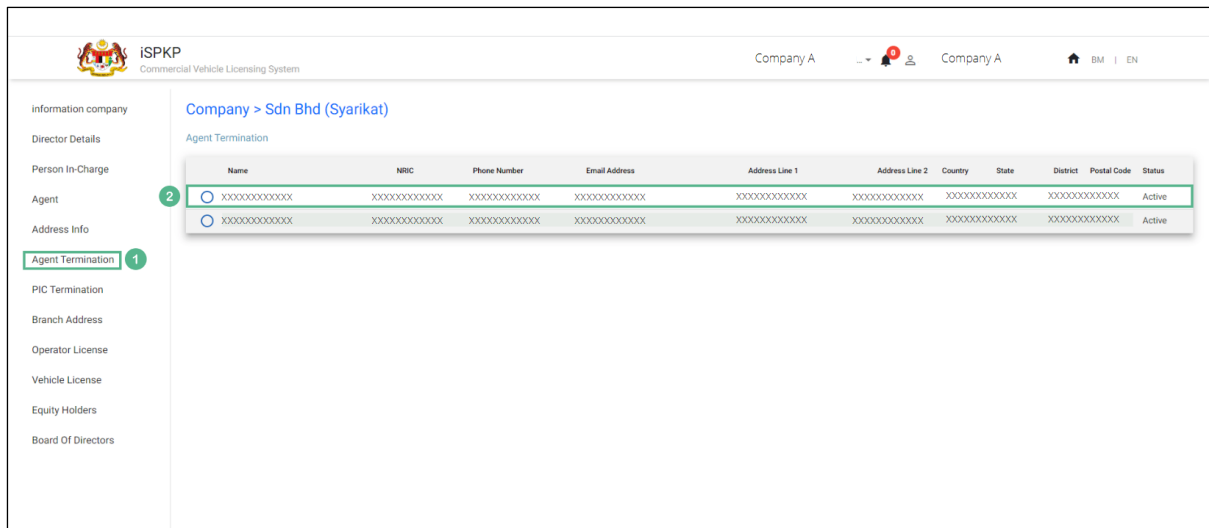 iSPKP
Commercial Vehicle Licensing System
Company A
... 0
Company A
BM | EN
information company
Director Details
Person In-Charge
Agent
Address Info
Agent Termination 1
PIC Termination
Branch Address
Operator License
Vehicle License
Equity Holders
Board Of Directors
Company > Sdn Bhd (Syarikat)
Agent Termination
Name NRIC Phone Number Email Address Address Line 1 Address Line 2 Country State District Postal Code Status
2 XXXXXXXXXXXX XXXXXXXXXXXX XXXXXXXXXXXX XXXXXXXXXXXX XXXXXXXXXXXX XXXXXXXXXXXX XXXXXXXXXXXX XXXXXXXXXXXX Active
XXXXXXXXXXXX XXXXXXXXXXXX XXXXXXXXXXXX XXXXXXXXXXXX XXXXXXXXXXXX XXXXXXXXXXXX XXXXXXXXXXXX XXXXXXXXXXXX Active